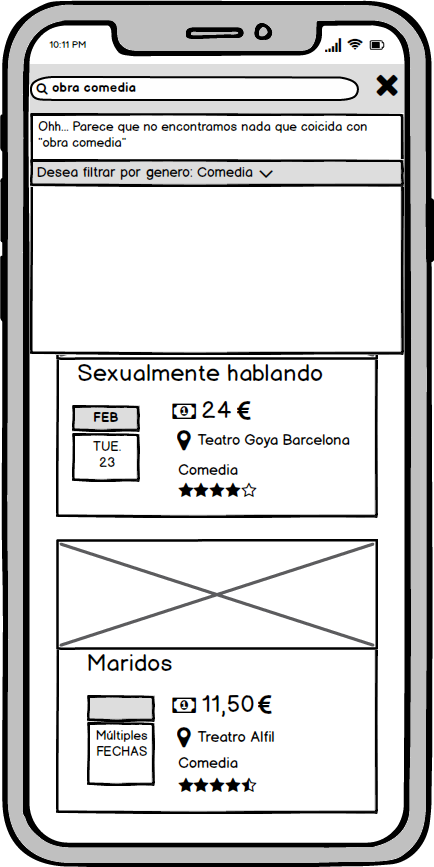 10:11 PM
obra comedia
Ohh... Parece que no encontramos nada que coicida con
"obra comedia"
Desea filtrar por genero: Comedia
Sexualmente hablando
FEB
TUE.
23
24 €
Teatro Goya Barcelona
Comedia
Maridos
Múltiples
FECHAS
11,50 €
Treatro Alfil
Comedia